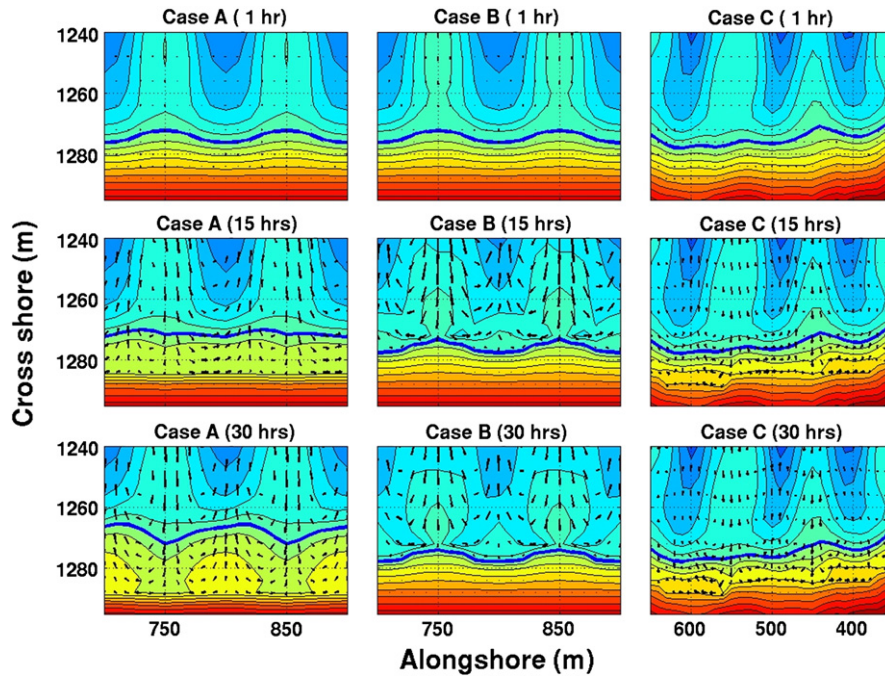 Case A ( 1 hr)
Case B ( 1 hr)
Case C ( 1 hr)
1240
1260
1280
Case A (15 hrs)
Case B (15 hrs)
Case C (15 hrs)
1240
1260
1280
Case A (30 hrs)
Case B (30 hrs)
Case C (30 hrs)
1240
1260
1280
750 850 750 850 600 500 400
Cross shore (m)
Alongshore (m)